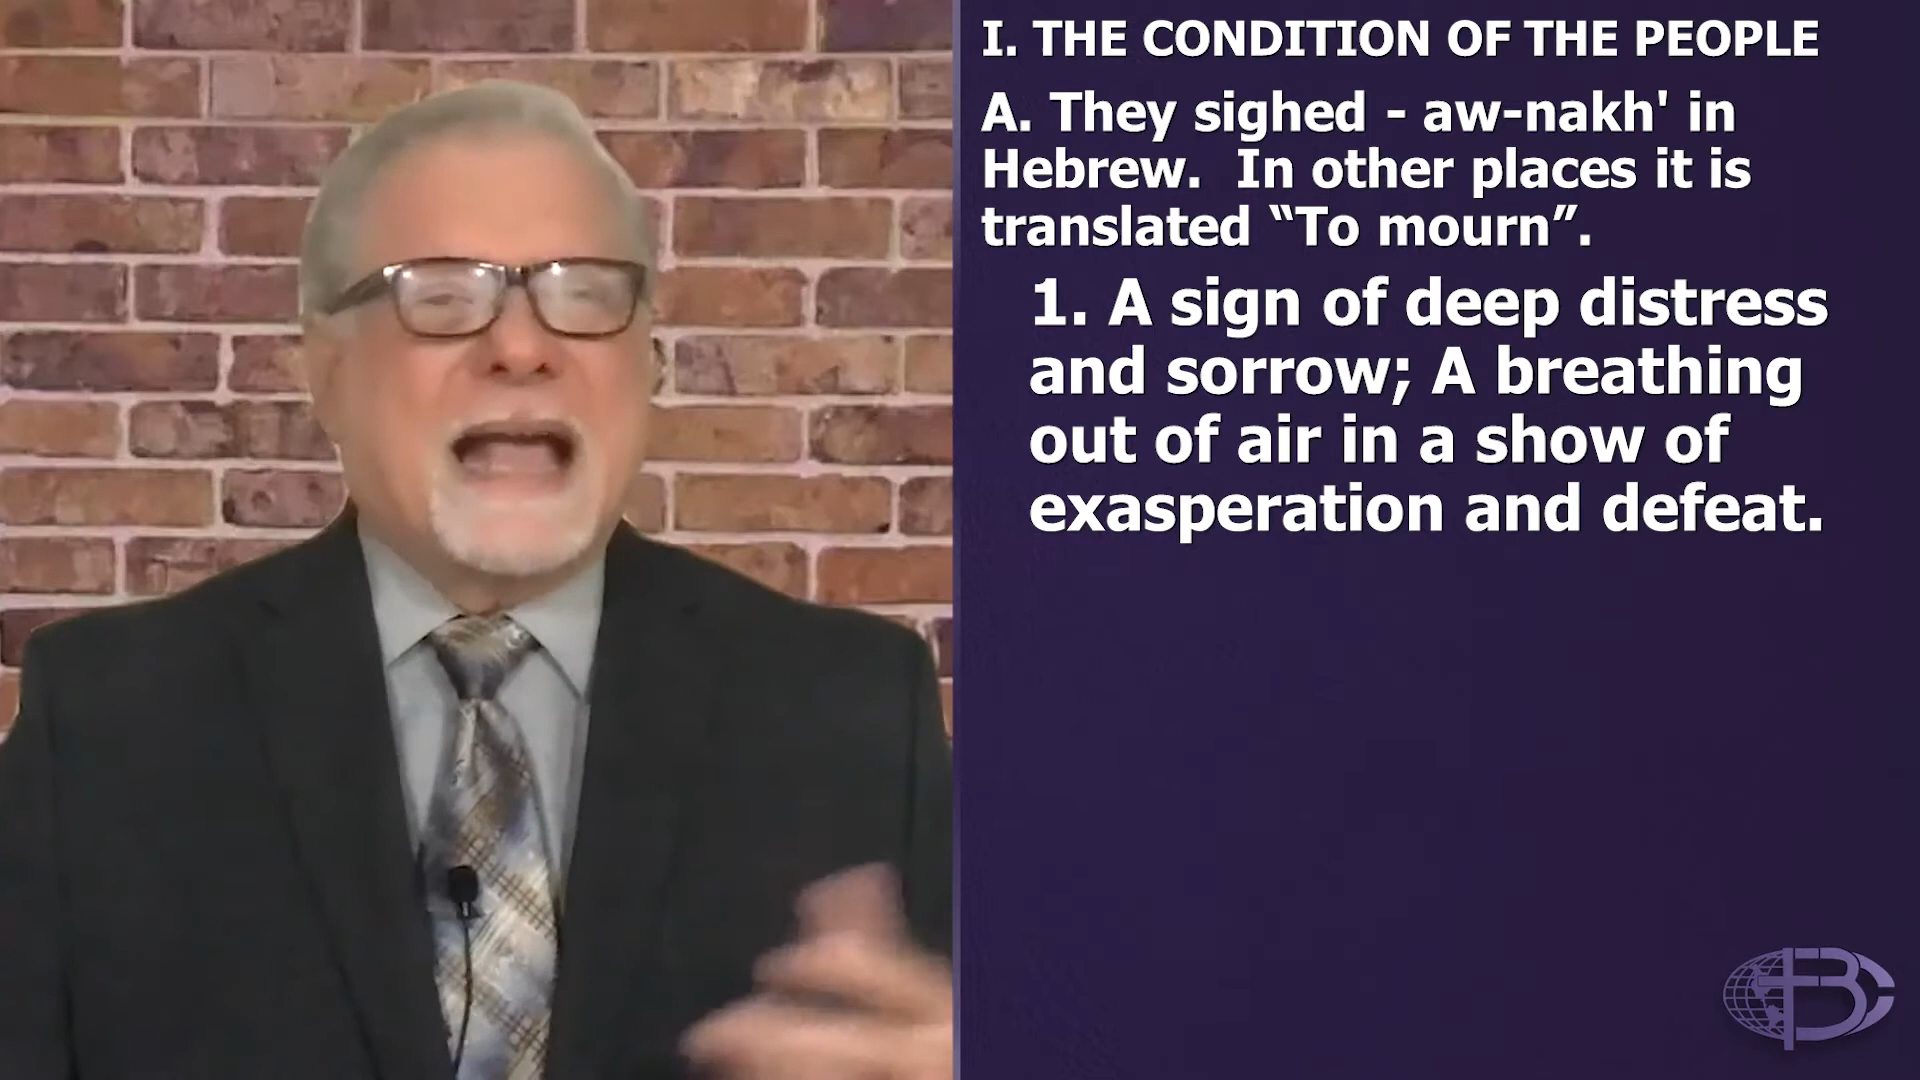 I. THE CONDITION OF THE PEOPLE
A. They sighed - aw-nakh' in
Hebrew.  In other places it is
translated “To mourn”.
1. A sign of deep distress
and sorrow; A breathing
out of air in a show of
exasperation and defeat.
BC